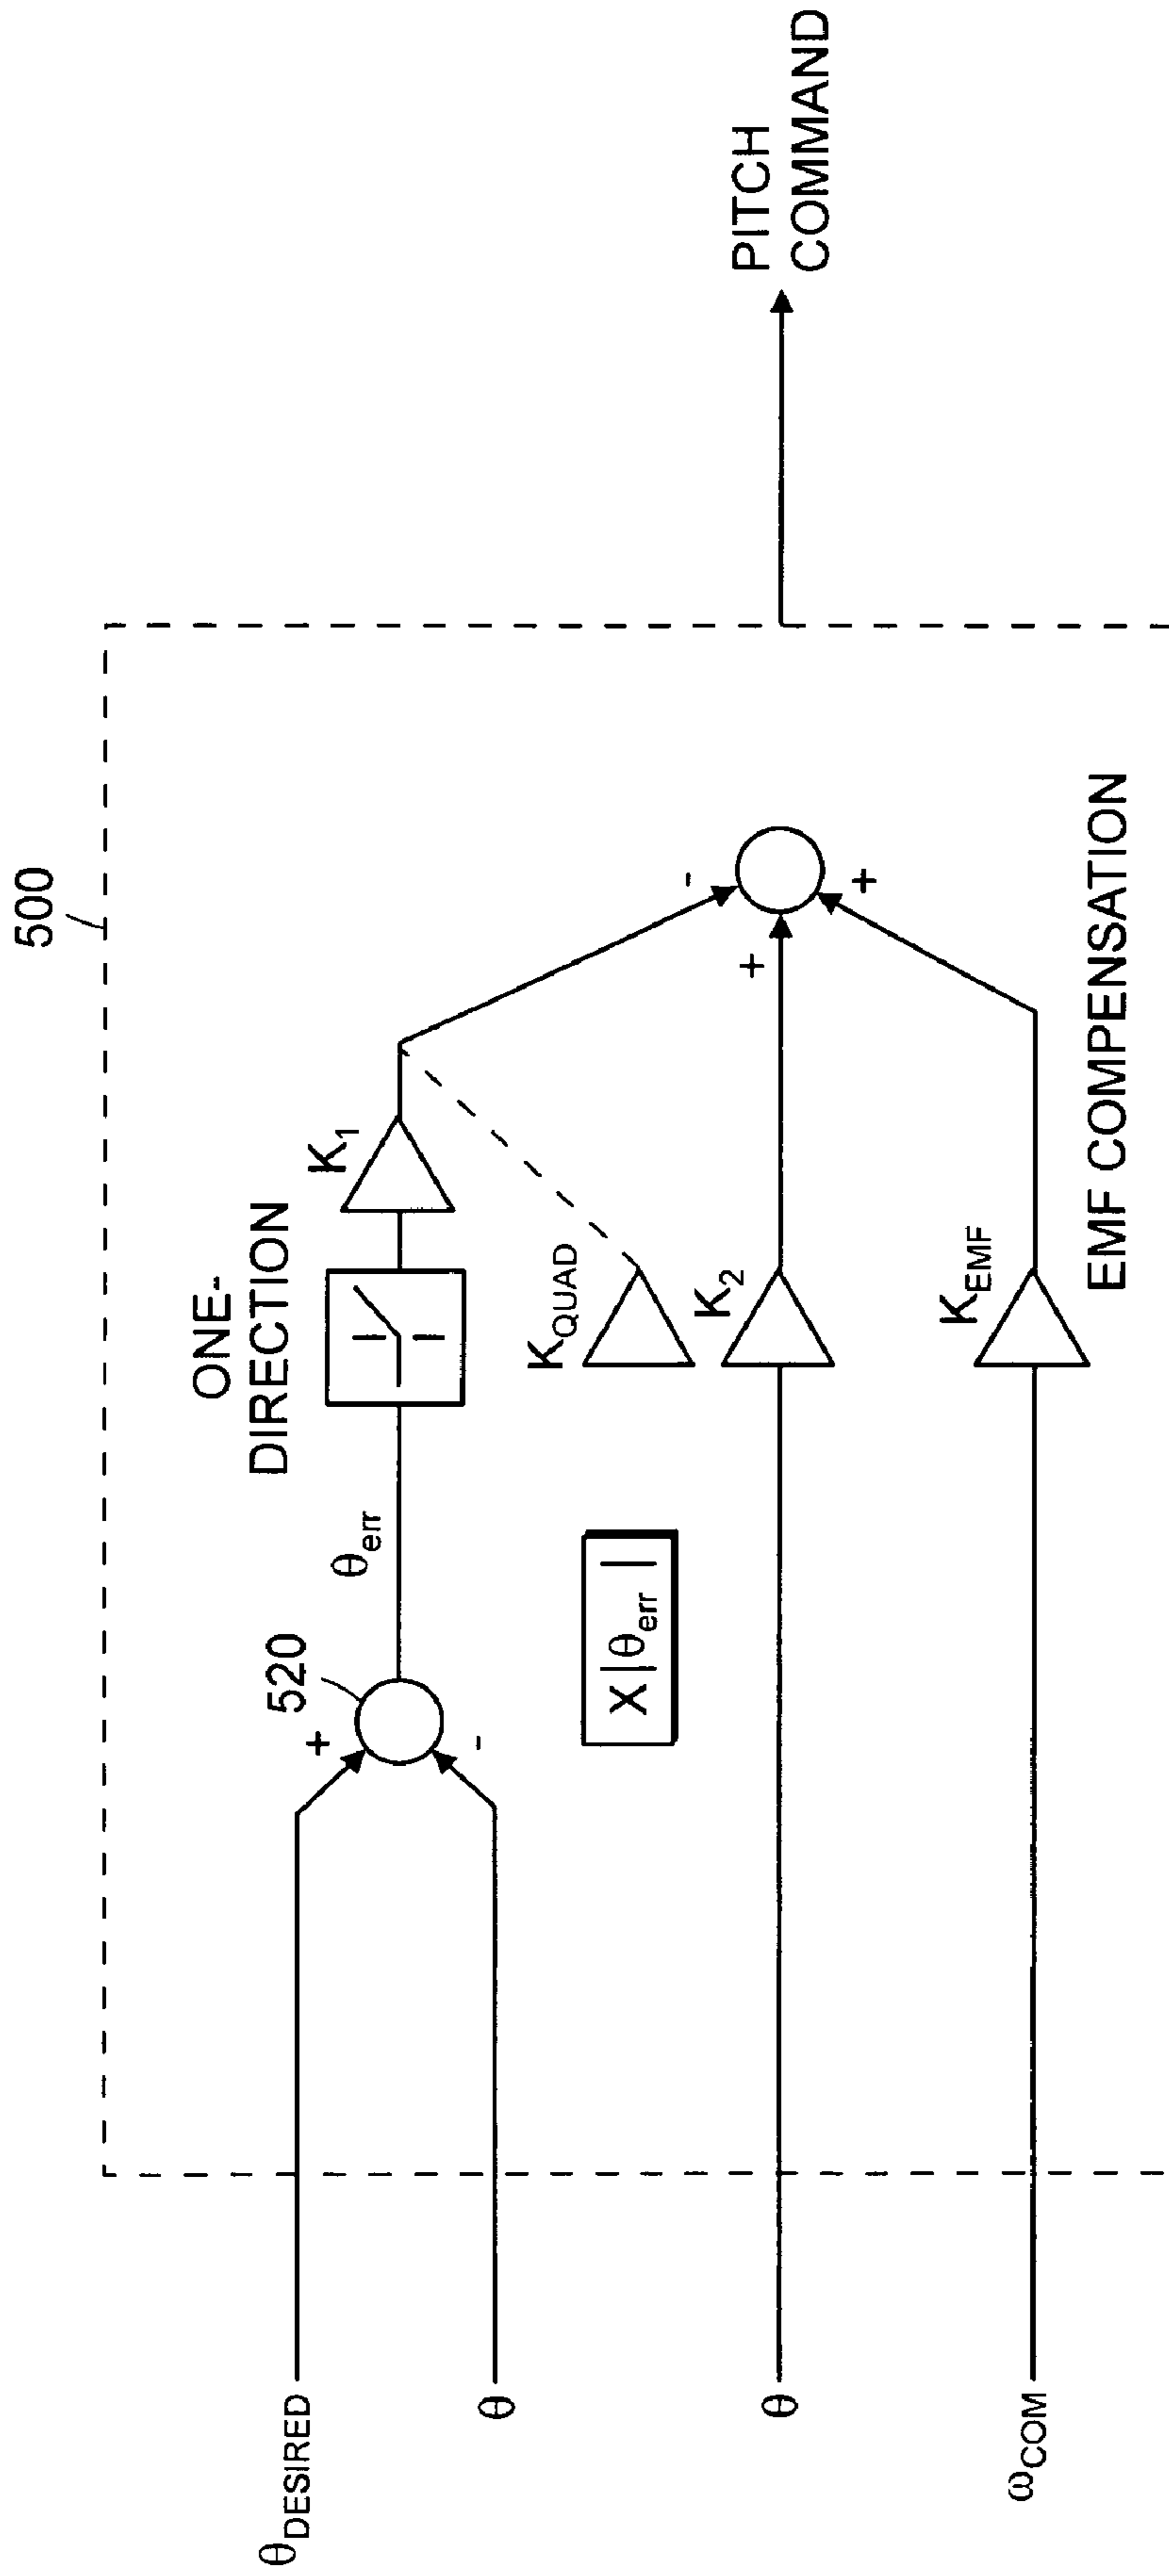 500
ONE-
DIRECTION
K1
520
+
-
θerr
θDESIRED
θ
X |θerr |
KQUAD
K2
-
+
+
PITCH
COMMAND
θ
KEMF
EMF COMPENSATION
ωCOM